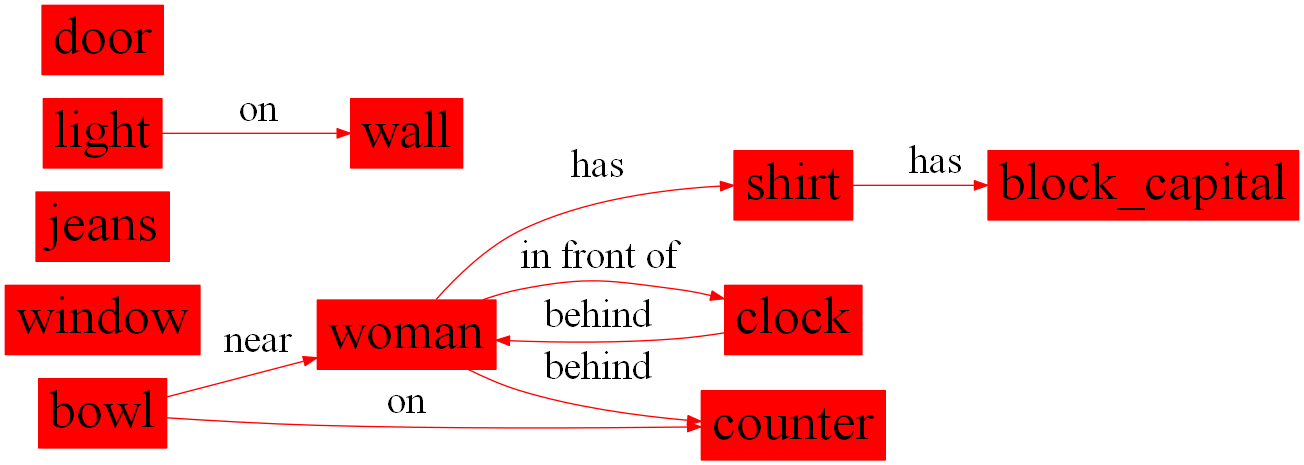 door
light
on
wall
jeans
has
shirt
has
block_capital
window
in front of
near
woman
behind
clock
behind
bowl
on
counter